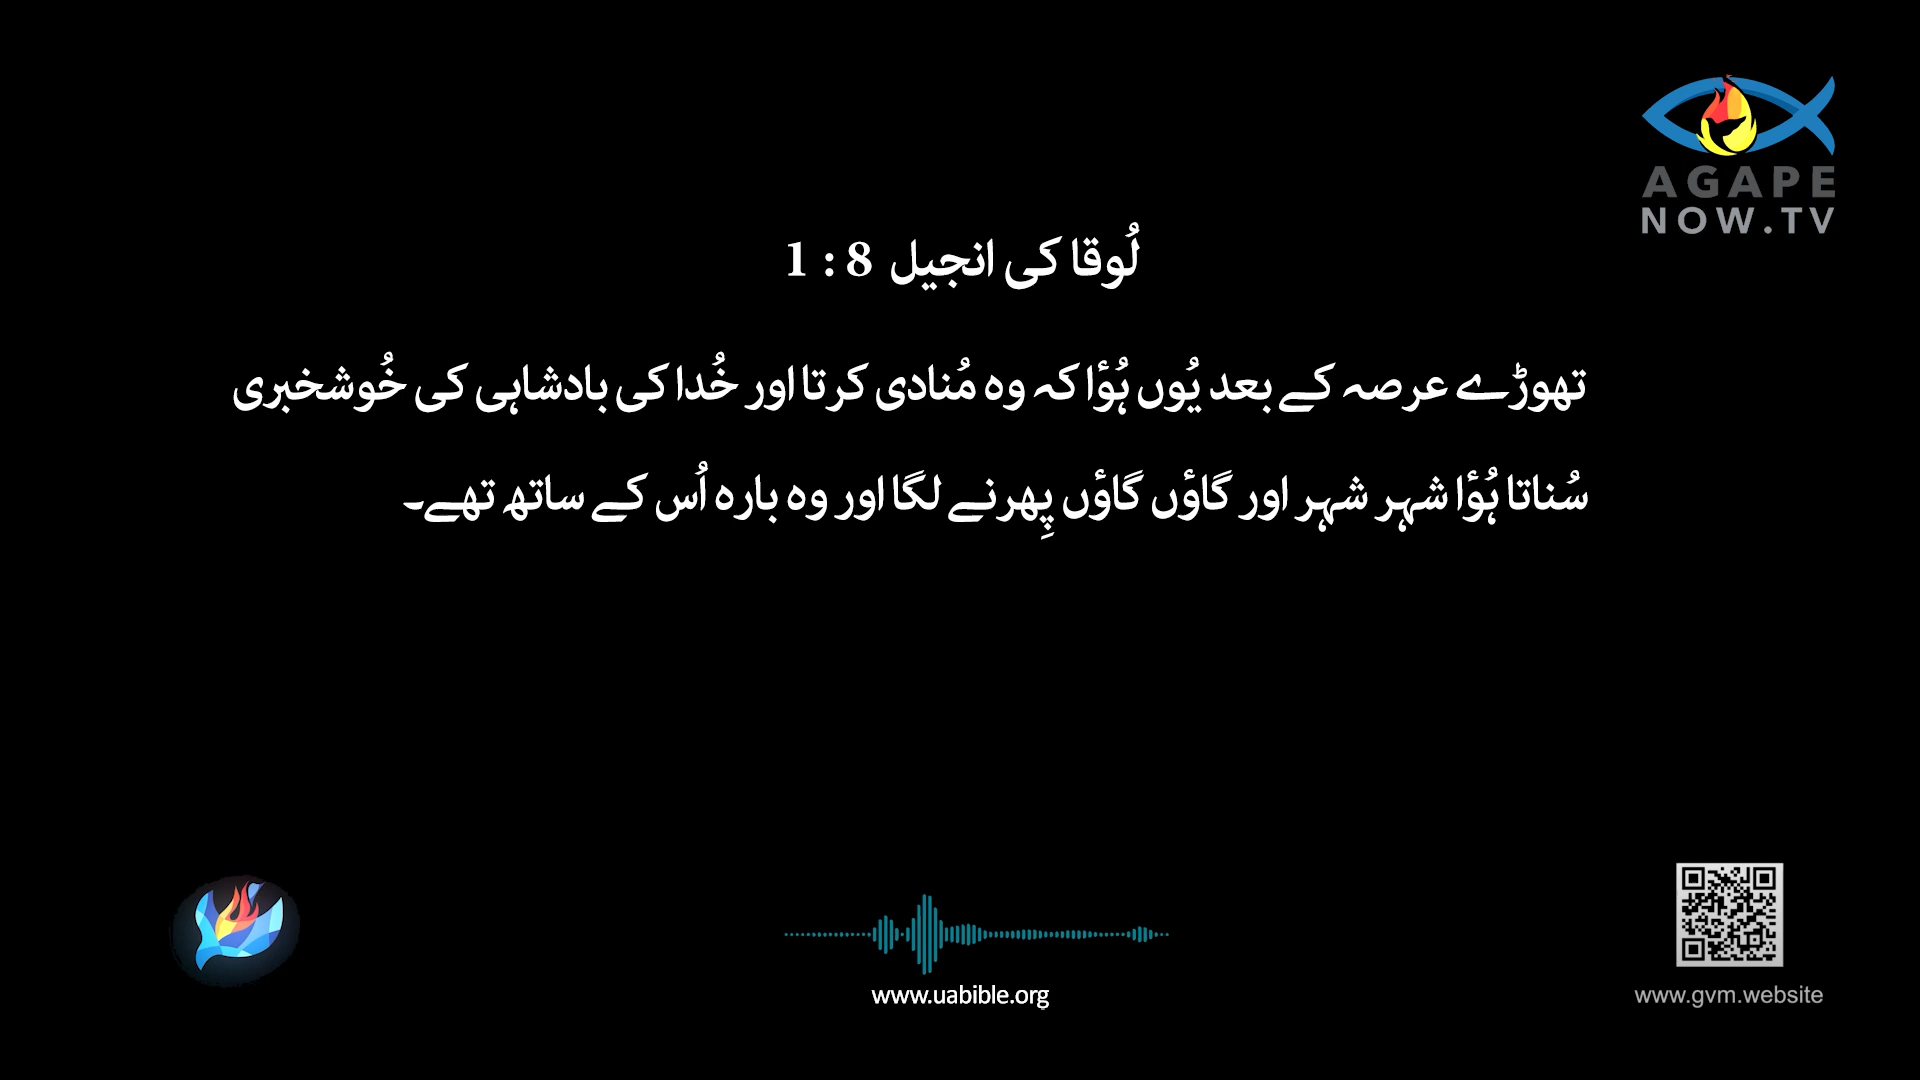 AGAPE
NOW.TV
لُوقا کی انجیل 8 : 1
تھوڑے عرصہ کے بعد یُوں ہُؤا کہ وہ مُنادی کرتا اور خُدا کی بادشاہی کی خُوشخبری
سُناتا ہُؤا شہر شہر اور گاؤں گاؤں پِھرنے لگا اور وہ بارہ اُس کے ساتھ تھے۔
www.uabible.org
www.gvm.website